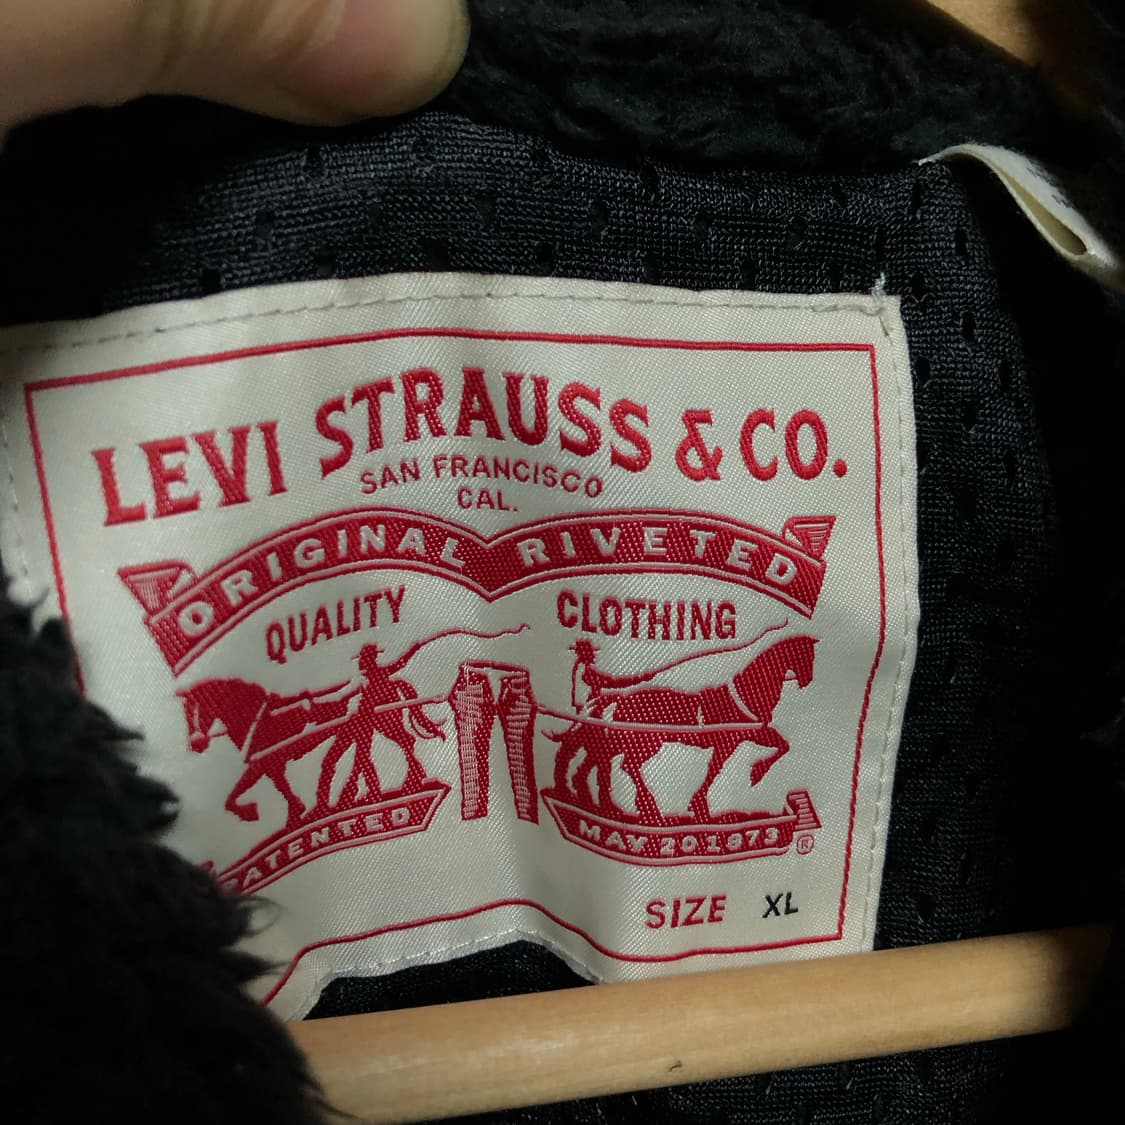 LEVI STRAUSS & CO.
SAN FRANCISCO
CAL.
ORIGINAL RIVETED
QUALITY CLOTHING
PATENTED MAY 20 1873 ®
SIZE XL